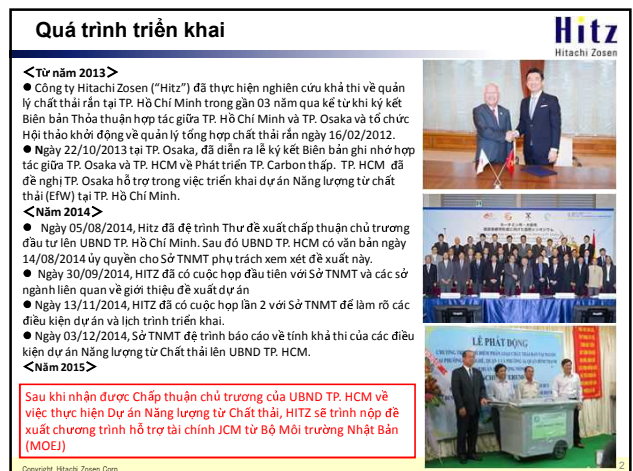 Quá trình triển khai
Hitz
Hitachi Zosen
<Từ năm 2013>
● Công ty Hitachi Zosen (“Hitz”) đã thực hiện nghiên cứu khả thi về quản
lý chất thải rắn tại TP. Hồ Chí Minh trong gần 03 năm qua kể từ khi ký kết
Biên bản Thỏa thuận hợp tác giữa TP. Hồ Chí Minh và TP. Osaka và tổ chức
Hội thảo khởi động về quản lý tổng hợp chất thải rắn ngày 16/02/2012.
● Ngày 22/10/2013 tại TP. Osaka, đã diễn ra lễ ký kết Biên bản ghi nhớ hợp
tác giữa TP. Osaka và TP. HCM về Phát triển TP. Carbon thấp. TP. HCM đã
đề nghị TP. Osaka hỗ trợ trong việc triển khai dự án Năng lượng từ chất
thải (EfW) tại TP. Hồ Chí Minh.
<Năm 2014>
● Ngày 05/08/2014, Hitz đã đệ trình Thư đề xuất chấp thuận chủ trương
đầu tư lên UBND TP. Hồ Chí Minh. Sau đó UBND TP. HCM có văn bản ngày
14/08/2014 ủy quyền cho Sở TNMT phụ trách xem xét đề xuất này.
● Ngày 30/09/2014, HITZ đã có cuộc họp đầu tiên với Sở TNMT và các sở
ngành liên quan về giới thiệu đề xuất dự án
● Ngày 13/11/2014, HITZ đã có cuộc họp lần 2 với Sở TNMT để làm rõ các
điều kiện dự án và lịch trình triển khai.
● Ngày 03/12/2014, Sở TNMT đệ trình báo cáo về tính khả thi của các điều
kiện dự án Năng lượng từ Chất thải lên UBND TP. HCM.
<Năm 2015>
Sau khi nhận được Chấp thuận chủ trương của UBND TP. HCM về
việc thực hiện Dự án Năng lượng từ Chất thải, HITZ sẽ trình nộp đề
xuất chương trình hỗ trợ tài chính JCM từ Bộ Môi trường Nhật Bản
(MOEJ)
LỄ PHÁT ĐỘNG
Copyright Hitachi Zosen Corp.
2